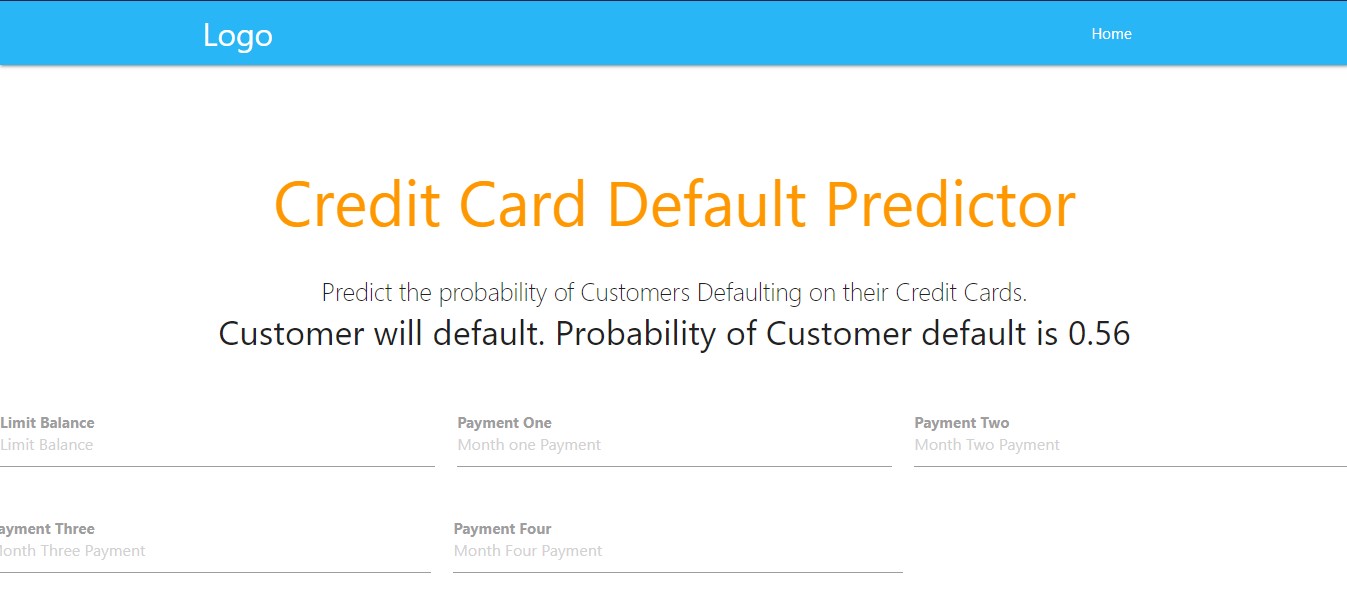 Logo Home
Credit Card Default Predictor
Predict the probability of Customers Defaulting on their Credit Cards.
Customer will default. Probability of Customer default is 0.56
Limit Balance Payment One Payment Two
Limit Balance Month one Payment Month Two Payment
ayment Three Payment Four
onth Three Payment Month Four Payment